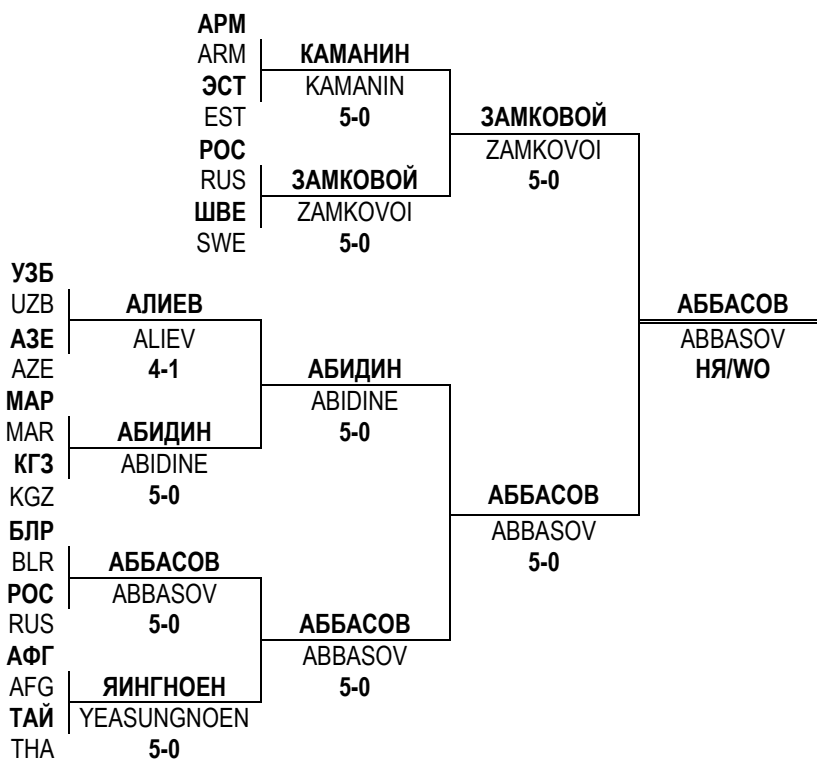 АРМ
ARM
КАМАНИН
ЭСТ
KAMANIN
EST
5-0
ЗАМКОВОЙ
РОС
ZAMKOVOI
RUS
ЗАМКОВОЙ
5-0
ШВЕ
ZAMKOVOI
SWE
5-0
УЗБ
UZB
АЛИЕВ
АББАСОВ
АЗЕ
ALIEV
ABBASOV
AZE
4-1
АБИДИН
НЯ/WO
МАР
ABIDINE
MAR
АБИДИН
5-0
КГЗ
ABIDINE
KGZ
5-0
АББАСОВ
БЛР
ABBASOV
BLR
АББАСОВ
5-0
РОС
ABBASOV
RUS
5-0
АББАСОВ
АФГ
ABBASOV
AFG
ЯИНГНОЕН
5-0
ТАЙ
YEASUNGNOEN
THA
5-0